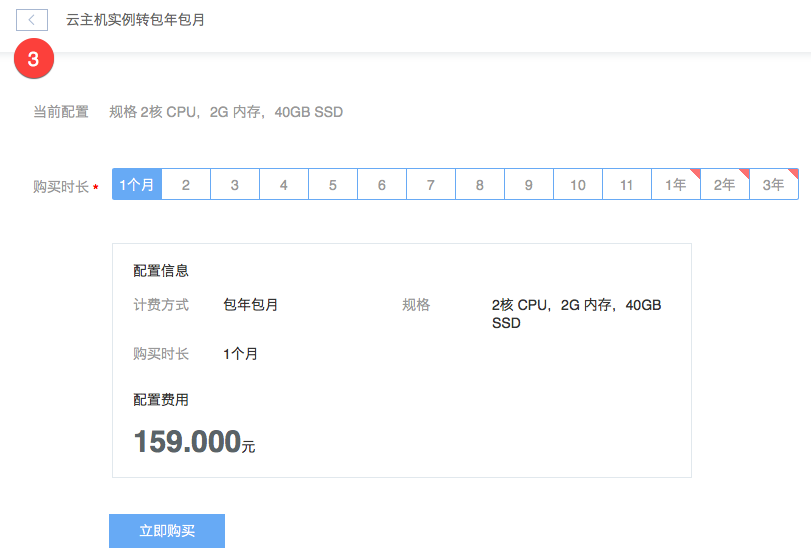 云主机实例转包年包月
3
当前配置 规格 2核 CPU，2G 内存，40GB SSD
购买时长 * 1个月 2 3 4 5 6 7 8 9 10 11 1年 2年 3年
配置信息
计费方式 包年包月 规格 2核 CPU，2G 内存，40GB
SSD
购买时长 1个月
配置费用
159.000元
立即购买